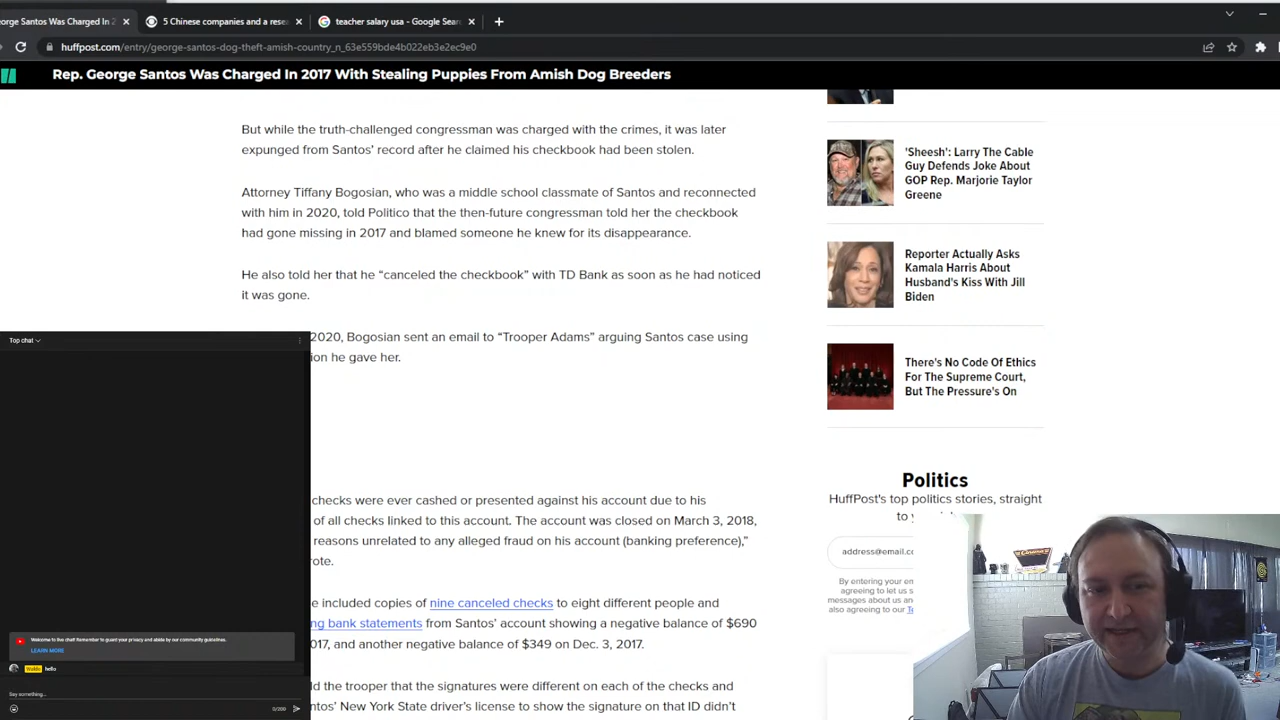 orge Santos Was Charged In 2
5 Chinese companies and a resea
teacher salary usa - Google Sea
huffpost.com/entry/george-santos-dog-theft-amish-country_n_63e559bde4b022eb3e2ec9e0
Rep. George Santos Was Charged In 2017 With Stealing Puppies From Amish Dog Breeders
But while the truth-challenged congressman was charged with the crimes, it was later
expunged from Santos' record after he claimed his checkbook had been stolen.
Attorney Tiffany Bogosian, who was a middle school classmate of Santos and reconnected
with him in 2020, told Politico that the then-future congressman told her the checkbook
had gone missing in 2017 and blamed someone he knew for its disappearance.
He also told her that he “canceled the checkbook” with TD Bank as soon as he had noticed
it was gone.
2020, Bogosian sent an email to “Trooper Adams” arguing Santos case using
ion he gave her.
checks were ever cashed or presented against his account due to his
of all checks linked to this account. The account was closed on March 3, 2018,
reasons unrelated to any alleged fraud on his account (banking preference),”
rote.
e included copies of nine canceled checks to eight different people and
ng bank statements from Santos' account showing a negative balance of $690
017, and another negative balance of $349 on Dec. 3, 2017.
ld the trooper that the signatures were different on each of the checks and
ntos' New York State driver's license to show the signature on that ID didn't
'Sheesh': Larry The Cable
Guy Defends Joke About
GOP Rep. Marjorie Taylor
Greene
Reporter Actually Asks
Kamala Harris About
Husband's Kiss With Jill
Biden
There's No Code Of Ethics
For The Supreme Court,
But The Pressure's On
Politics
HuffPost's top politics stories, straight
to y
address@email.co
By entering your em
agreeing to let us s
messages about us an
also agreeing to our Te
Top chat
Welcome to live chat! Remember to guard your privacy and abide by our community guidelines.
LEARN MORE
Waldo hello
Say something...
0/200